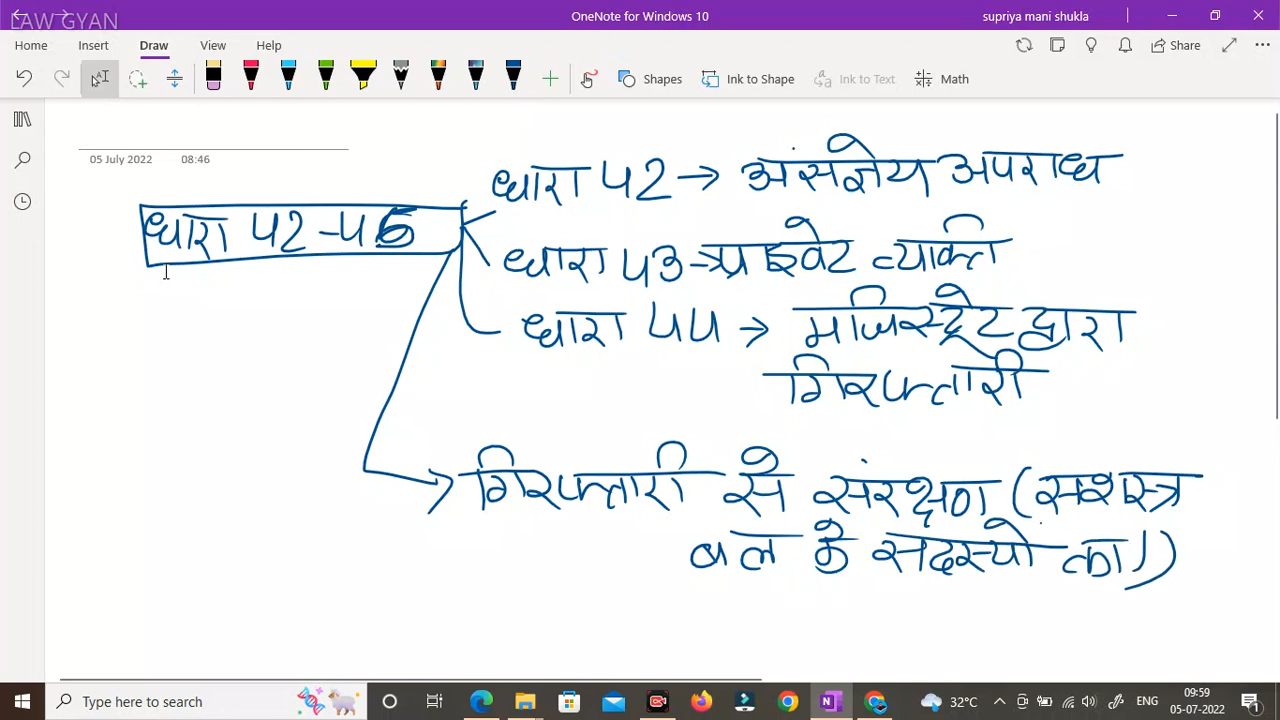 LAW GYAN
OneNote for Windows 10
supriya mani shukla
Home Insert Draw View Help
Share
Shapes
Ink to Shape
Ink to Text
Math
05 July 2022 08:46
धारा 42 → अंसज्ञेय अपराध
धारा 42 -45
धारा 43 → प्राइवेट व्यक्ति
धारा 44 → मजिस्ट्रेट द्वारा
गिरफ्तारी
→ गिरफ्तारी से संरक्षण (सशस्त्र
बल के सदस्यो का))
Type here to search
32°C
ENG
09:59
05-07-2022